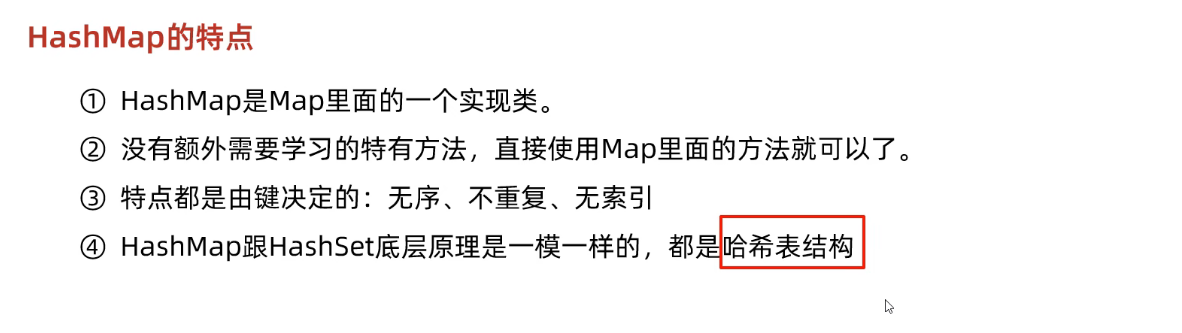 HashMap的特点
① HashMap是Map里面的一个实现类。
② 没有额外需要学习的特有方法，直接使用Map里面的方法就可以了。
③ 特点都是由键决定的：无序、不重复、无索引
④ HashMap跟HashSet底层原理是一模一样的，都是哈希表结构